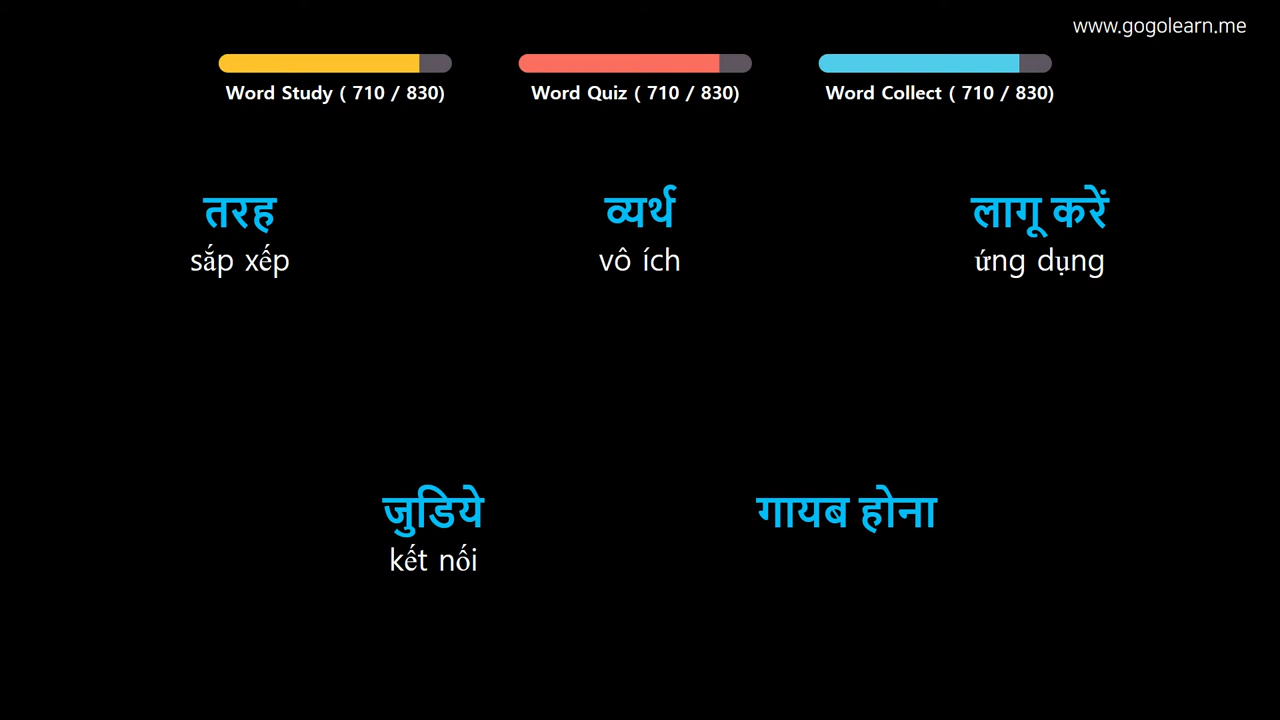 www.gogolearn.me
Word Study ( 710 / 830)
Word Quiz ( 710 / 830)
Word Collect ( 710 / 830)
तरह
व्यर्थ
लागू करें
sắp xếp
vô ích
ứng dụng
जुडिये
गायब होना
kết nối